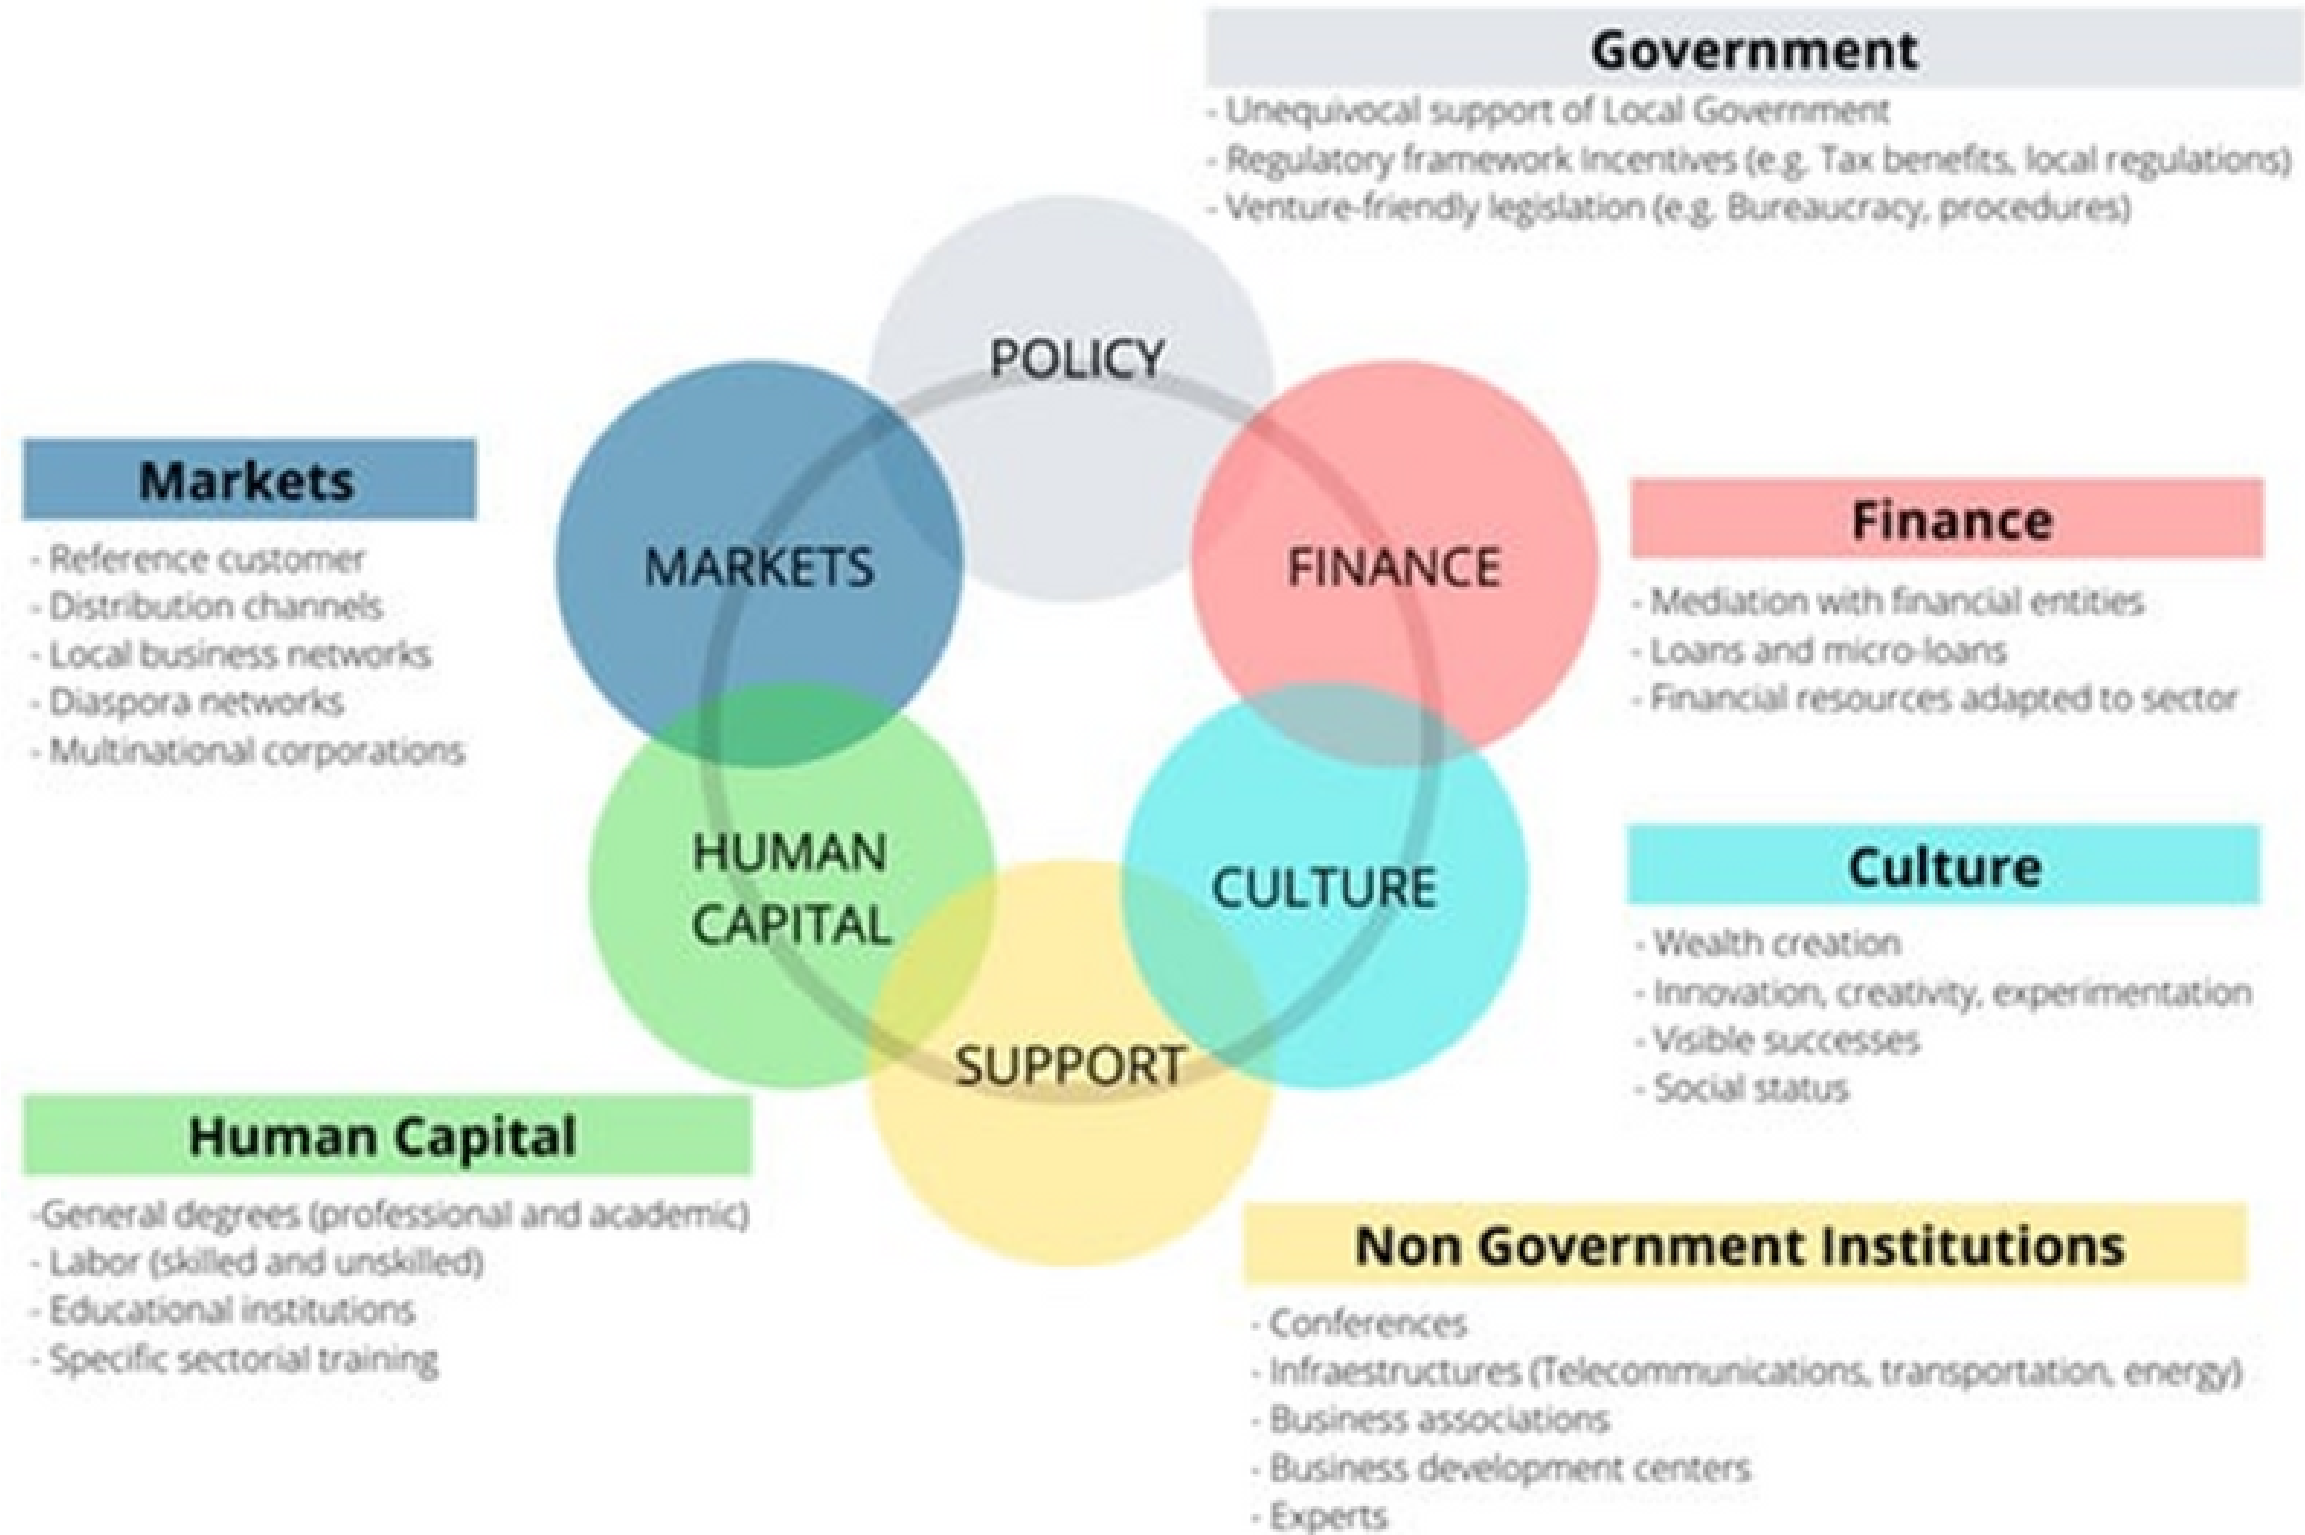 Government
- Unequivocal support of Local Government
- Regulatory framework Incentives (e.g. Tax benefits, local regulations)
- Venture-friendly legislation (e.g. Bureaucracy, procedures)
POLICY
MARKETS
FINANCE
HUMAN
CAPITAL
CULTURE
SUPPORT
Markets
- Reference customer
- Distribution channels
- Local business networks
- Diaspora networks
- Multinational corporations
Finance
- Mediation with financial entities
- Loans and micro-loans
- Financial resources adapted to sector
Culture
- Wealth creation
- Innovation, creativity, experimentation
- Visible successes
- Social status
Human Capital
-General degrees (professional and academic)
- Labor (skilled and unskilled)
- Educational institutions
- Specific sectorial training
Non Government Institutions
- Conferences
- Infraestructures (Telecommunications, transportation, energy)
- Business associations
- Business development centers
- Experts